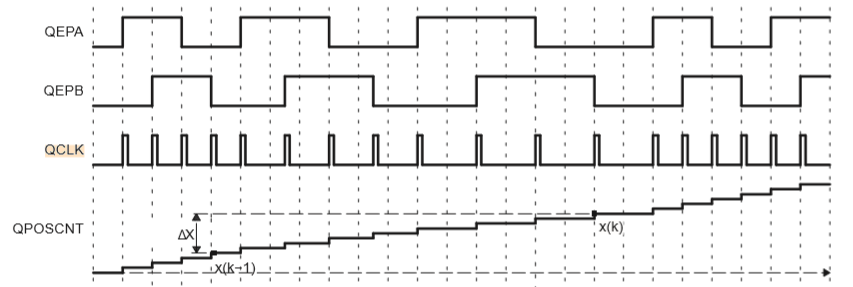 QEPA
QEPB
QCLK
QPOSCNT
ΔX
x(k−1)
x(k)